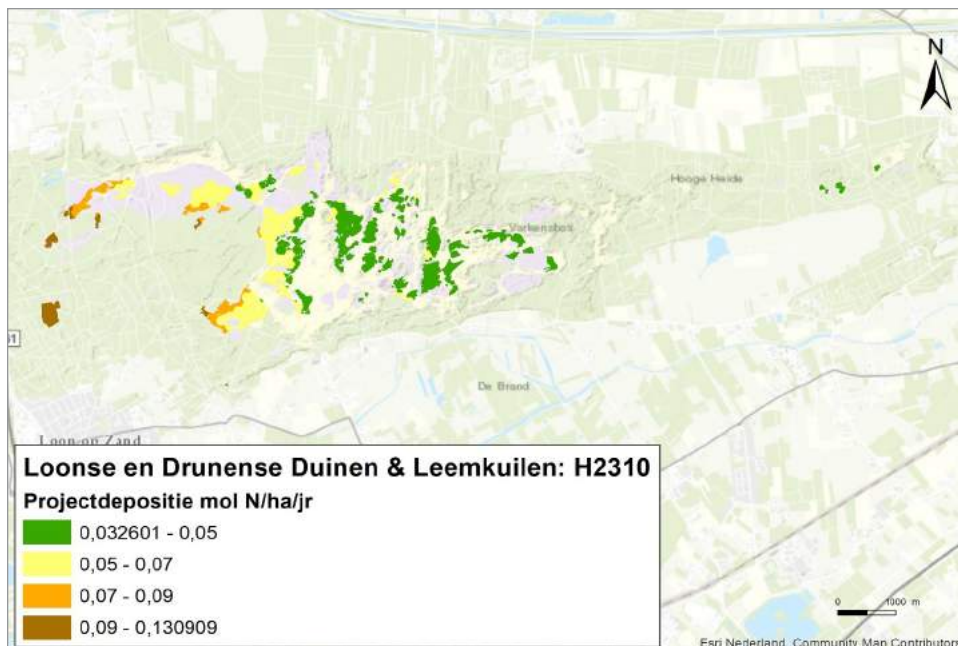 N
Hooge Heide
Varkensbos
De Brand
Loon op Zand
Loonse en Drunense Duinen & Leemkuilen: H2310
Projectdepositie mol N/ha/jr
0,032601 - 0,05
0,05 - 0,07
0,07 - 0,09
0,09 - 0,130909
0 1000 m
Esri Nederland, Community Map Contributors